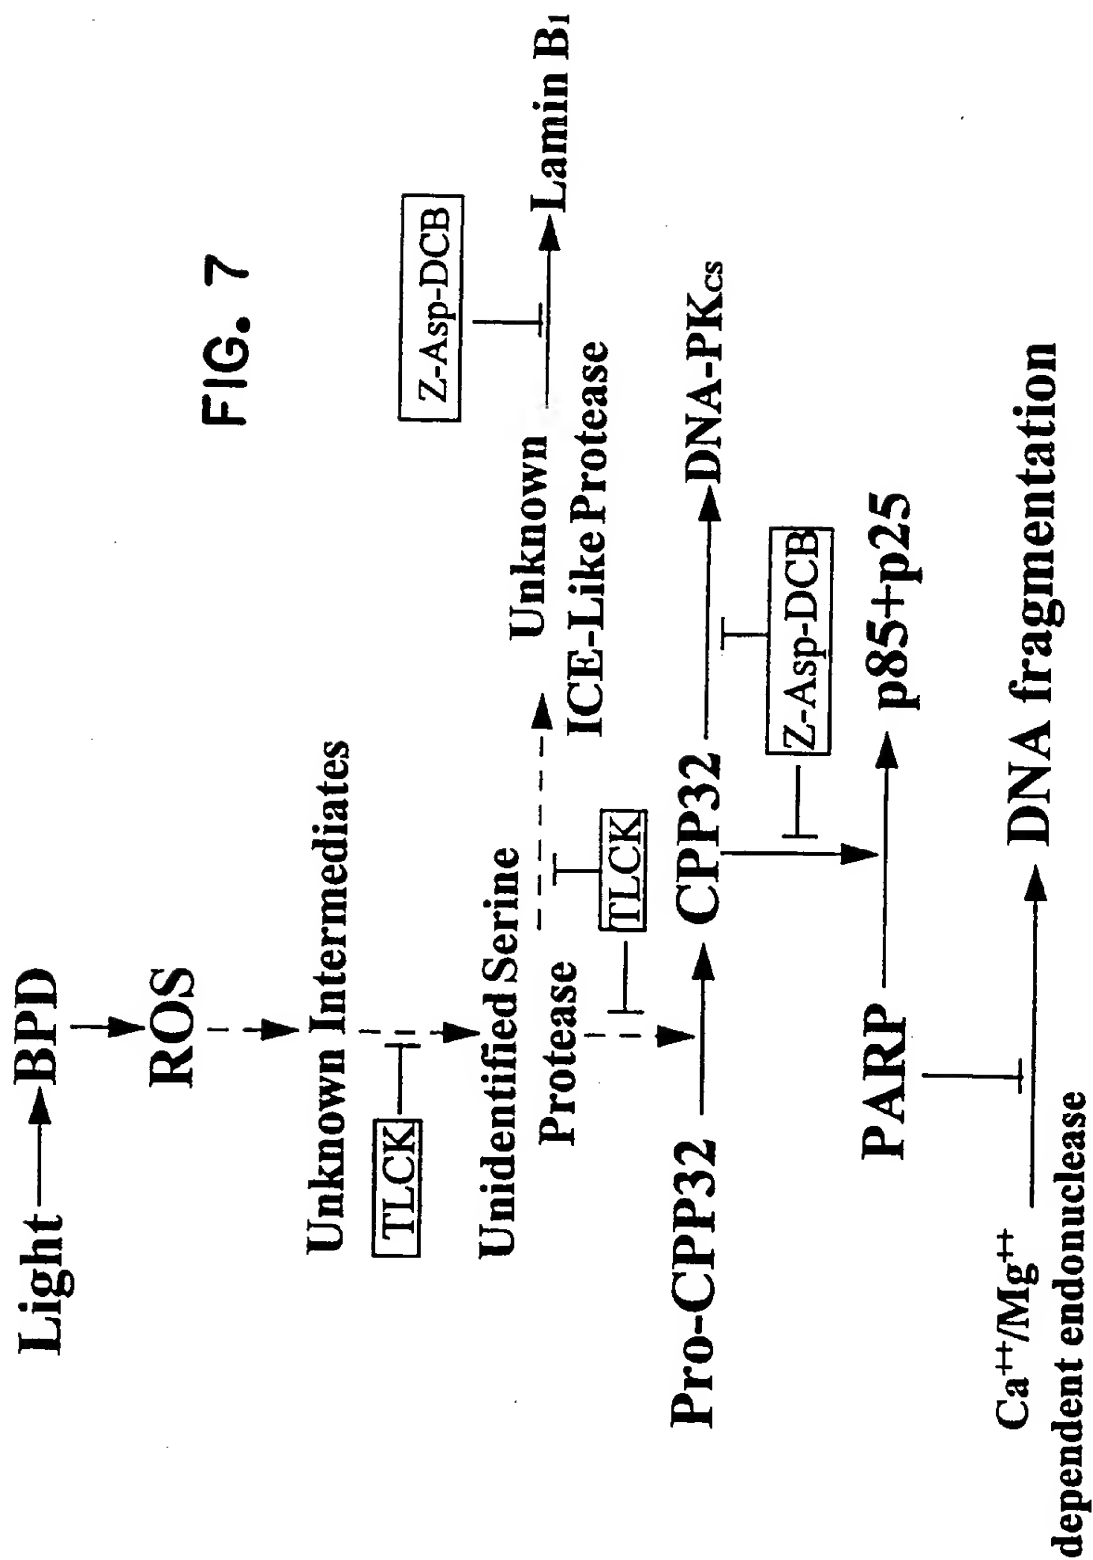 FIG. 7
Light
BPD
ROS
Unknown Intermediates
TLCK
Unidentified Serine
Protease
Unknown
ICE-Like Protease
Z-Asp-DCB
Lamin B1
TLCK
Pro-CPP32
CPP32
DNA-PKCS
Z-Asp-DCB
PARP
p85+p25
Ca++/Mg++
dependent endonuclease
DNA fragmentation